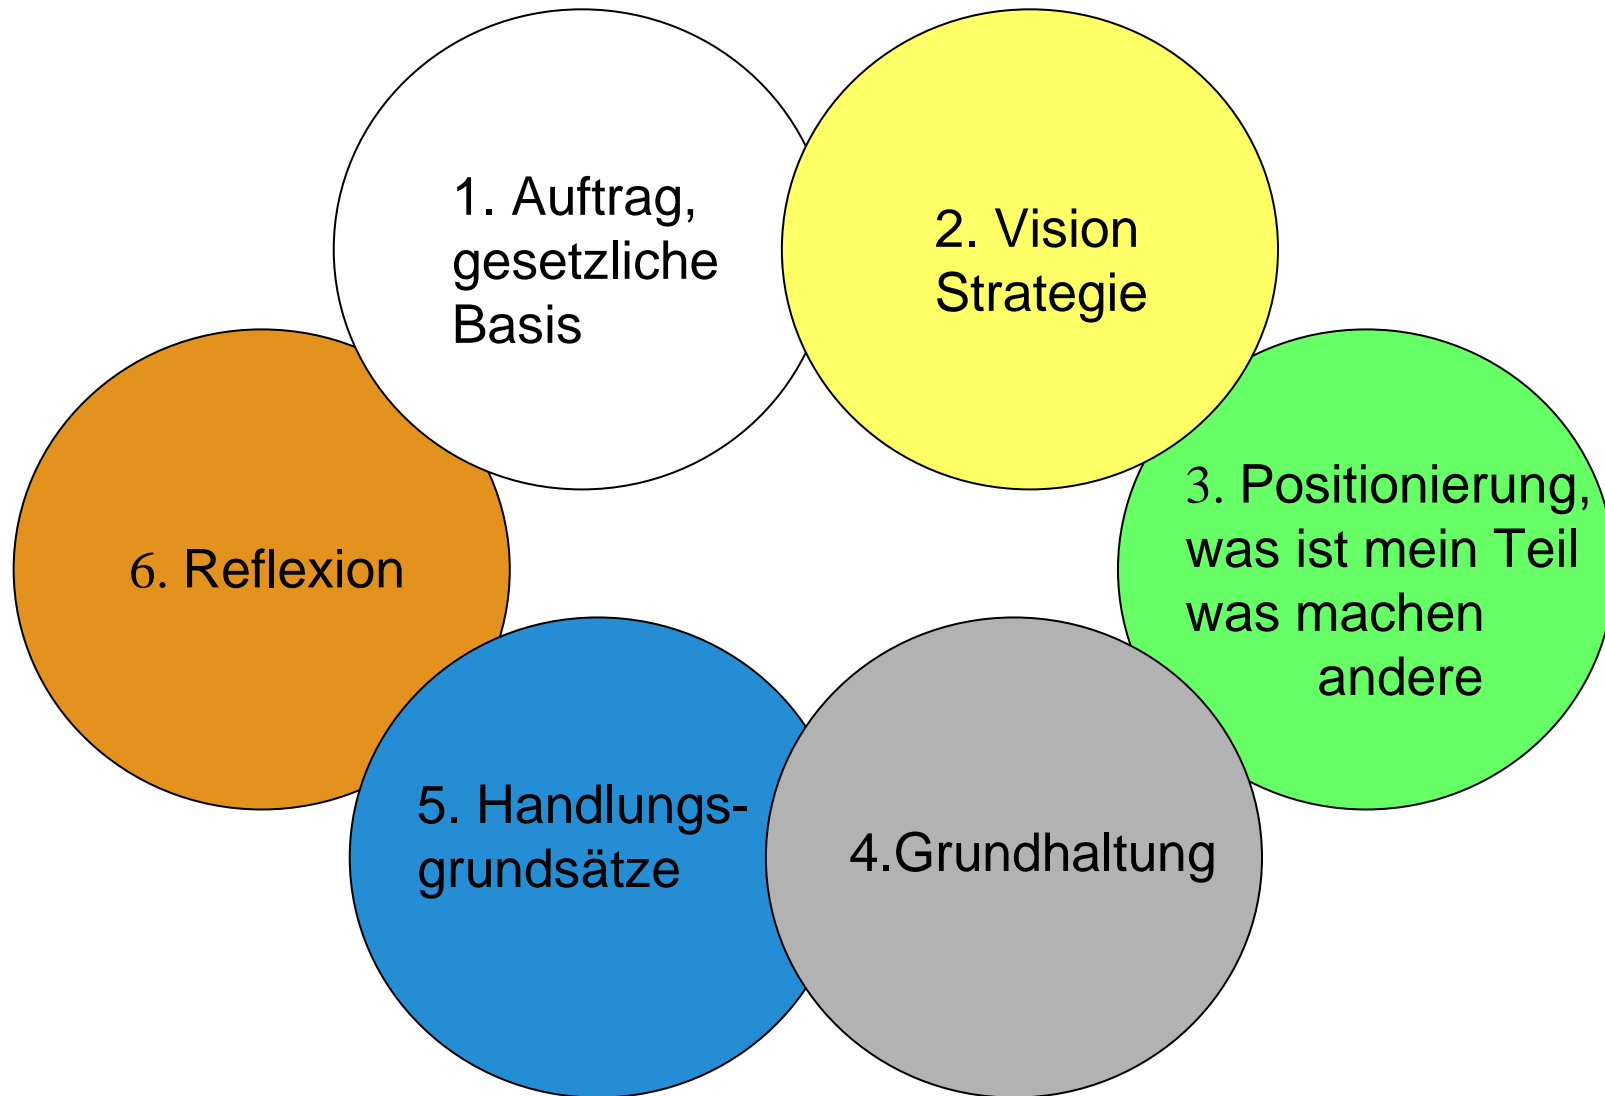 1. Auftrag,
gesetzliche
Basis
2. Vision
Strategie
3. Positionierung,
was ist mein Teil
was machen
andere
4.Grundhaltung
5. Handlungs-
grundsätze
6. Reflexion